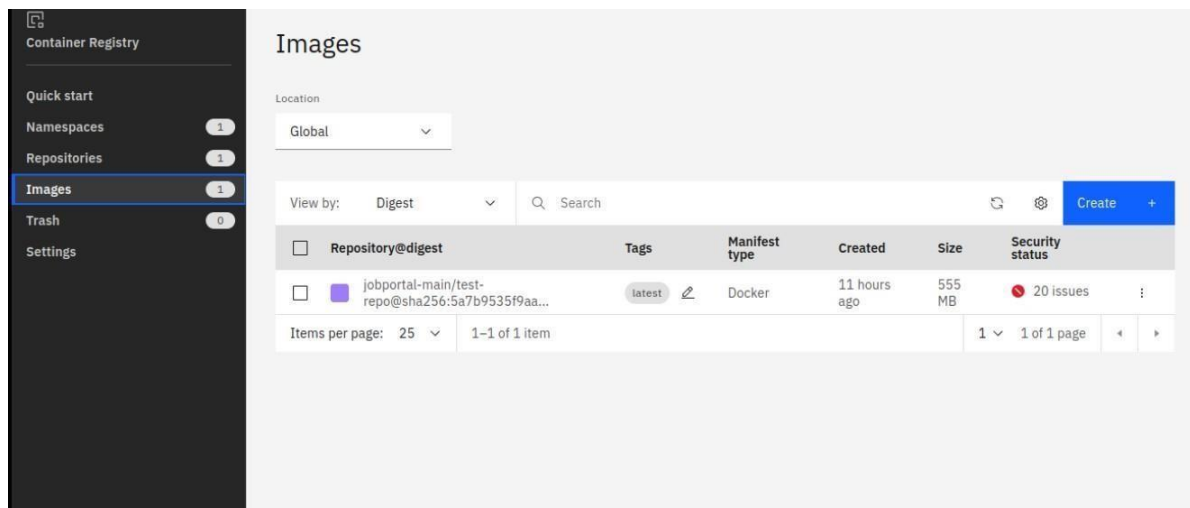 Container Registry
Quick start
Namespaces 1
Repositories 1
Images 1
Trash 0
Settings
Images
Location
Global
View by: Digest Search Create +
Repository@digest Tags Manifest type Created Size Security status
jobportal-main/test-
repo@sha256:5a7b9535f9aa... latest Docker 11 hours ago 555 MB 20 issues
Items per page: 25 1–1 of 1 item 1 1 of 1 page